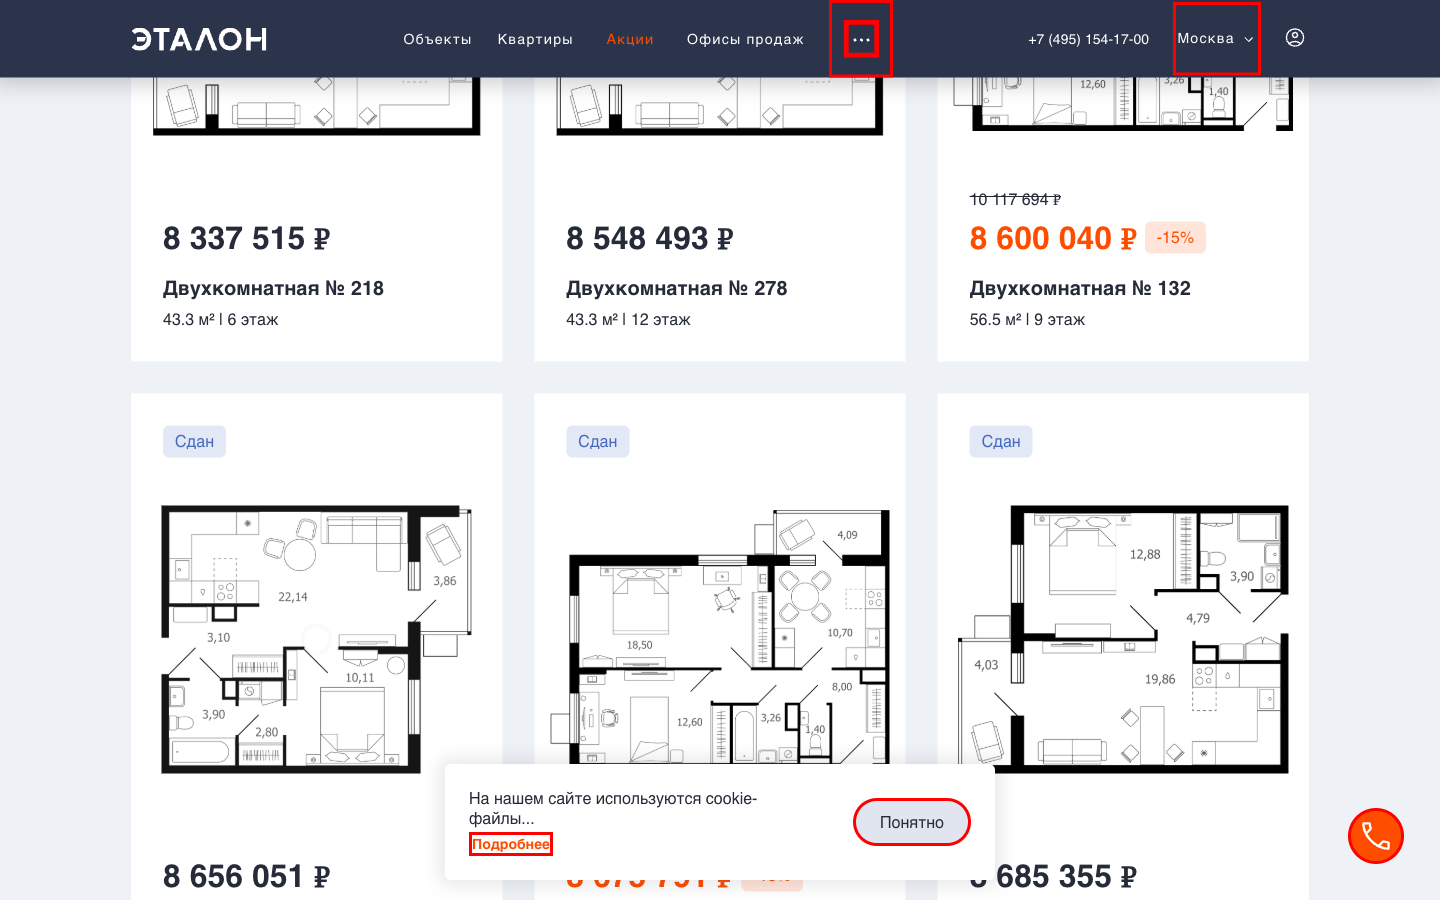 ЭТАЛОН
Объекты Квартиры Акции Офисы продаж ... +7 (495) 154-17-00 Москва
12,60 3,26 1,40
10 117 694 ₽
8 337 515 ₽ 8 548 493 ₽ 8 600 040 ₽ -15%
Двухкомнатная № 218 Двухкомнатная № 278 Двухкомнатная № 132
43.3 м² | 6 этаж 43.3 м² | 12 этаж 56.5 м² | 9 этаж
Сдан Сдан Сдан
22,14
3,86
3,10
10,11
3,90
2,80
4,09
18,50
10,70
8,00
12,60
3,26
1,40
12,88
3,90
4,79
4,03
19,86
На нашем сайте используются cookie-
файлы...
Подробнее
Понятно
8 656 051 ₽ 685 355 ₽